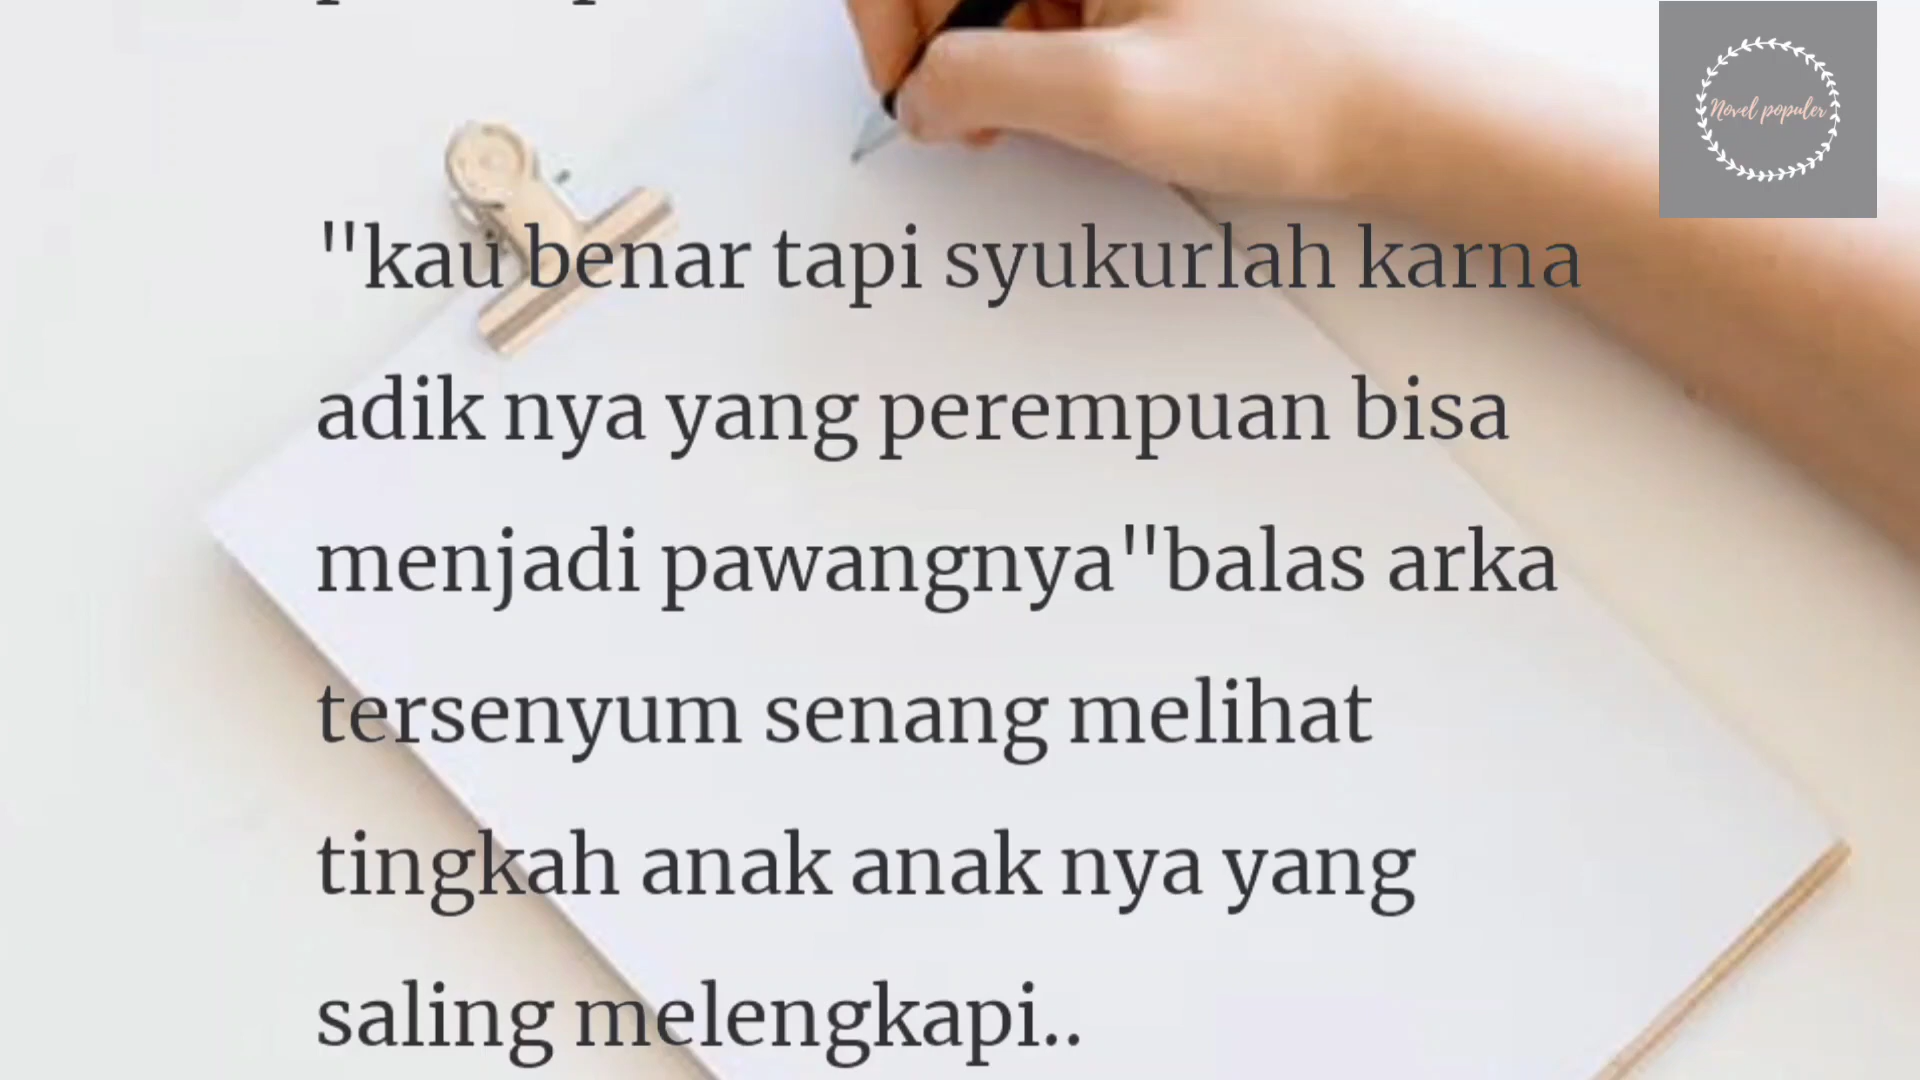 Novel populer
"kau benar tapi syukurlah karna
adik nya yang perempuan bisa
menjadi pawangnya"balas arka
tersenyum senang melihat
tingkah anak anak nya yang
saling melengkapi..